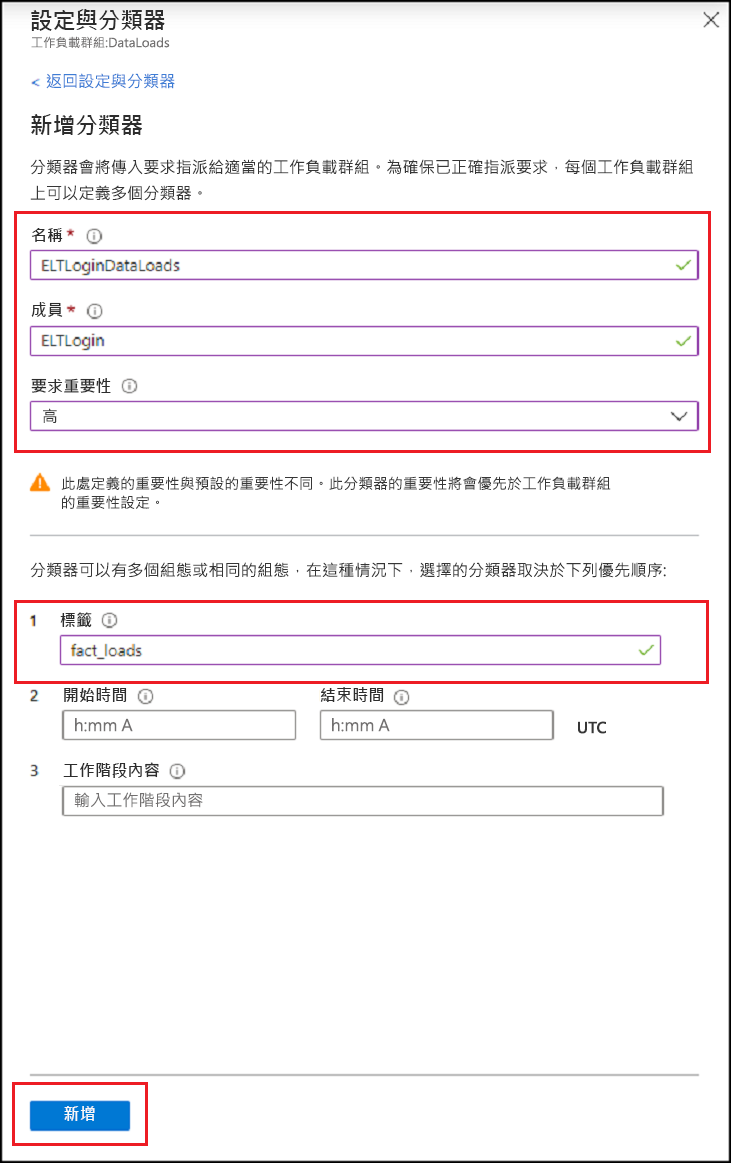 設定與分類器
工作負載群組:DataLoads
< 返回設定與分類器
新增分類器
分類器會將傳入要求指派給適當的工作負載群組。為確保已正確指派要求，每個工作負載群組
上可以定義多個分類器。
名稱 *
ELTLoginDataLoads
成員 *
ELTLogin
要求重要性
高
此處定義的重要性與預設的重要性不同。此分類器的重要性將會優先於工作負載群組
的重要性設定。
分類器可以有多個組態或相同的組態，在這種情況下，選擇的分類器取決於下列優先順序:
1 標籤
fact_loads
2 開始時間 結束時間
h:mm A h:mm A UTC
3 工作階段內容
輸入工作階段內容
新增